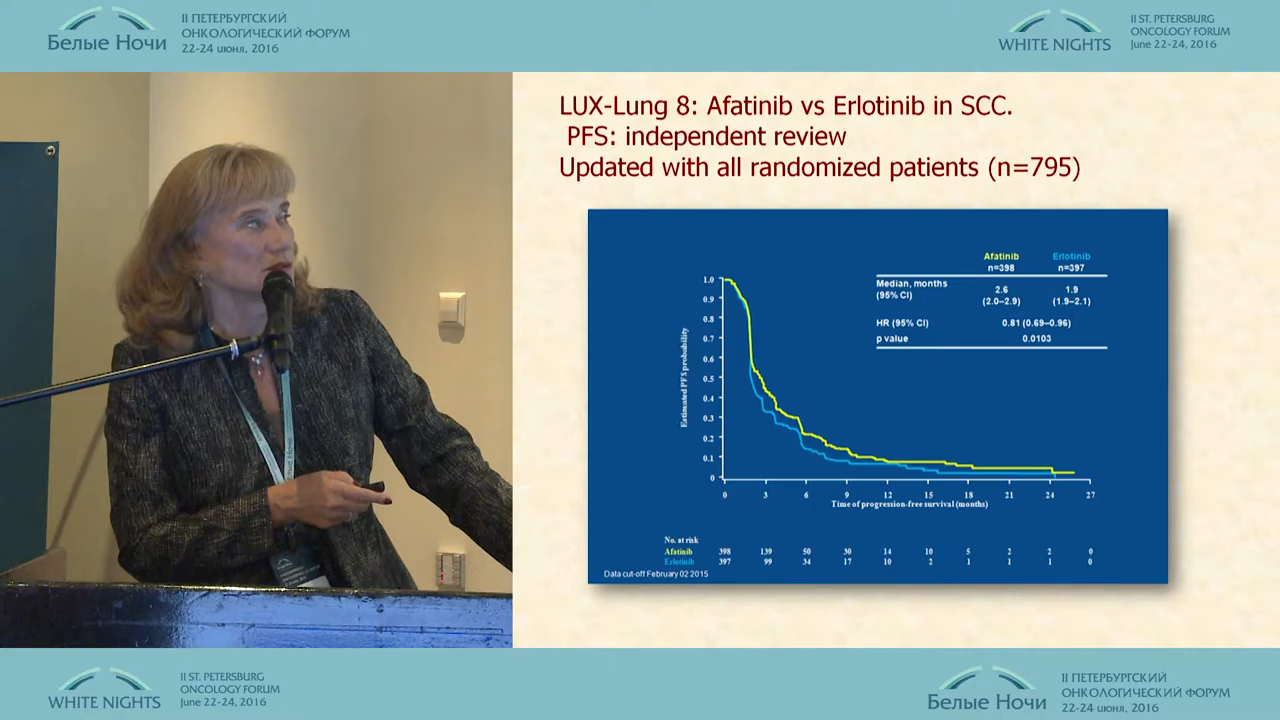 Белые Ночи
II ПЕТЕРБУРГСКИЙ
ОНКОЛОГИЧЕСКИЙ ФОРУМ
22-24 июня, 2016
WHITE NIGHTS
II ST. PETERSBURG
ONCOLOGY FORUM
June 22-24, 2016
LUX-Lung 8: Afatinib vs Erlotinib in SCC.
PFS: independent review
Updated with all randomized patients (n=795)
Afatinib Erlotinib
n=398 n=397
Median, months 2.6 1.9
(95% CI) (2.0–2.9) (1.9–2.1)
HR (95% CI) 0.81 (0.69–0.96)
p value 0.0103
Estimated PFS probability
1.0
0.9
0.8
0.7
0.6
0.5
0.4
0.3
0.2
0.1
0
0 3 6 9 12 15 18 21 24 27
Time of progression-free survival (months)
No. at risk
Afatinib 398 139 50 30 14 10 5 2 2 0
Erlotinib 397 99 34 17 10 2 1 1 1 0
Data cut-off February 02 2015
Белые Ночи
WHITE NIGHTS
II ST. PETERSBURG
ONCOLOGY FORUM
June 22-24, 2016
Белые Ночи
II ПЕТЕРБУРГСКИЙ
ОНКОЛОГИЧЕСКИЙ ФОРУМ
22-24 июня, 2016